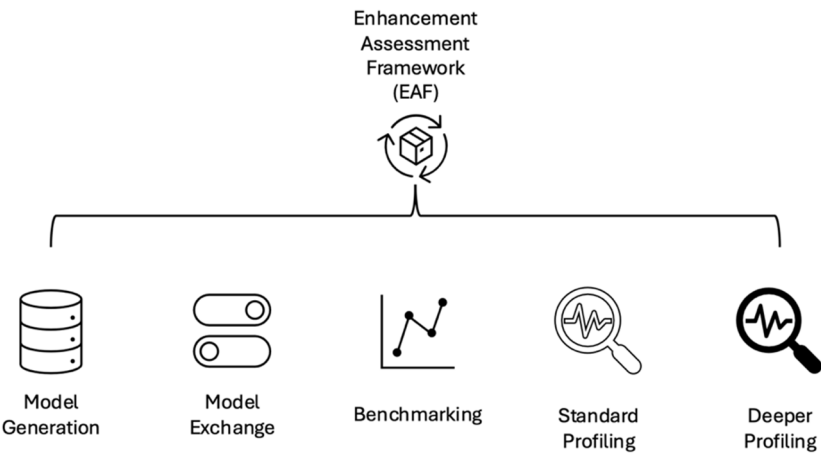 Enhancement
Assessment
Framework
(EAF)
Model
Generation
Model
Exchange
Benchmarking
Standard
Profiling
Deeper
Profiling